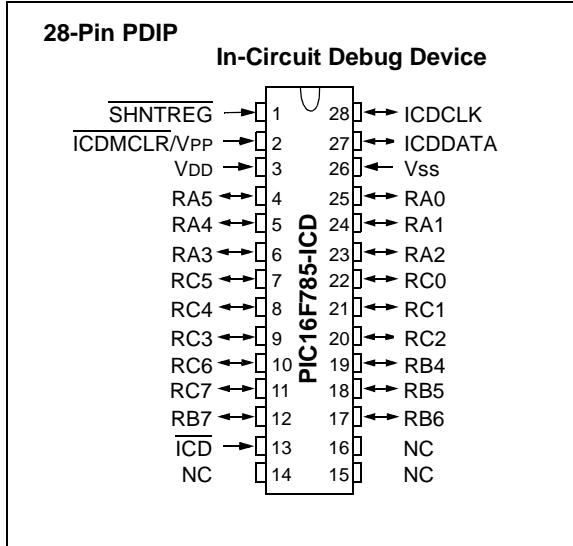 28-Pin PDIP
In-Circuit Debug Device
SHNTREG 1 28 ICDCLK
ICDMCLR/VPP 2 27 ICDDATA
VDD 3 26 Vss
RA5 4 25 RA0
RA4 5 24 RA1
RA3 6 23 RA2
RC5 7 22 RC0
RC4 8 21 RC1
RC3 9 20 RC2
RC6 10 19 RB4
RC7 11 18 RB5
RB7 12 17 RB6
ICD 13 16 NC
NC 14 15 NC
PIC16F785-ICD